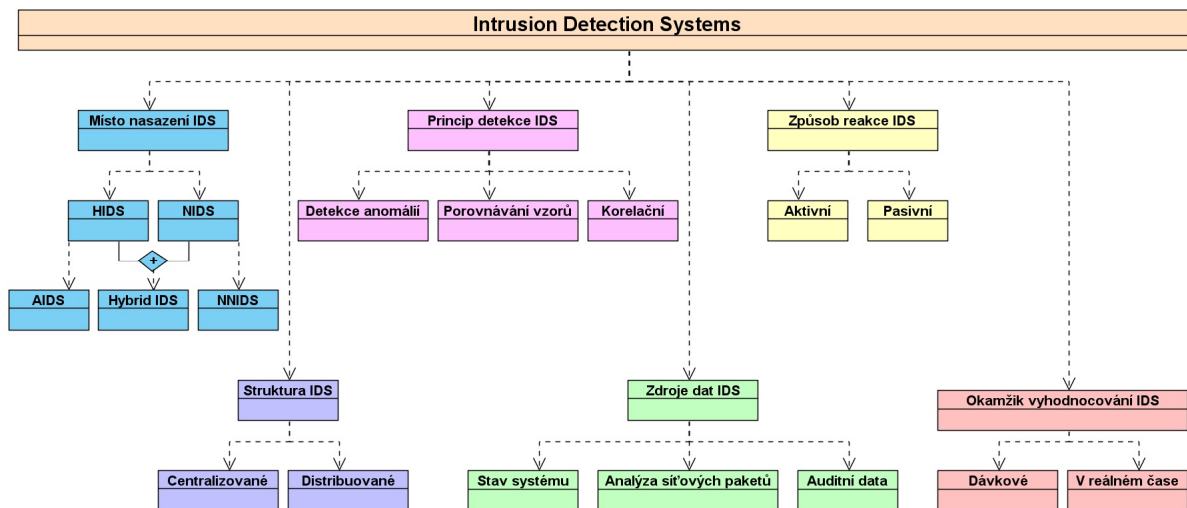 Intrusion Detection Systems
Místo nasazení IDS
Princip detekce IDS
Způsob reakce IDS
HIDS
NIDS
Detekce anomálií
Porovnávání vzorů
Korelační
Aktivní
Pasivní
+
AIDS
Hybrid IDS
NNIDS
Struktura IDS
Zdroje dat IDS
Okamžik vyhodnocování IDS
Centralizované
Distribuované
Stav systému
Analýza síťových paketů
Auditní data
Dávkové
V reálném čase